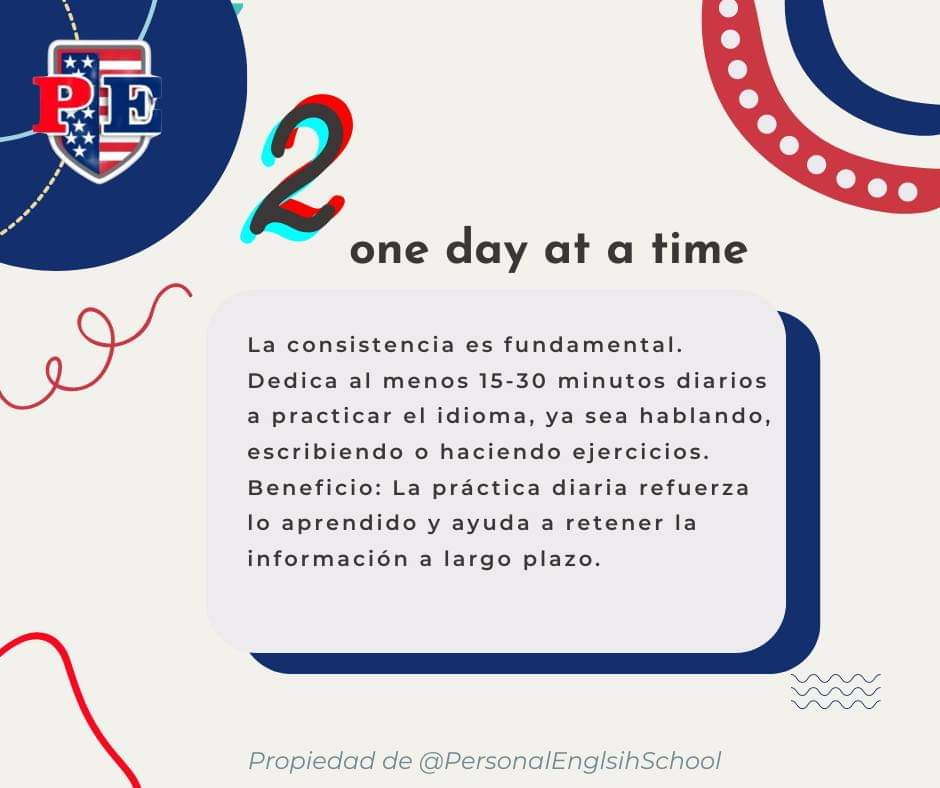 PE
2
one day at a time
La consistencia es fundamental.
Dedica al menos 15-30 minutos diarios
a practicar el idioma, ya sea hablando,
escribiendo o haciendo ejercicios.
Beneficio: La práctica diaria refuerza
lo aprendido y ayuda a retener la
información a largo plazo.
Propiedad de @PersonalEnglsihSchool